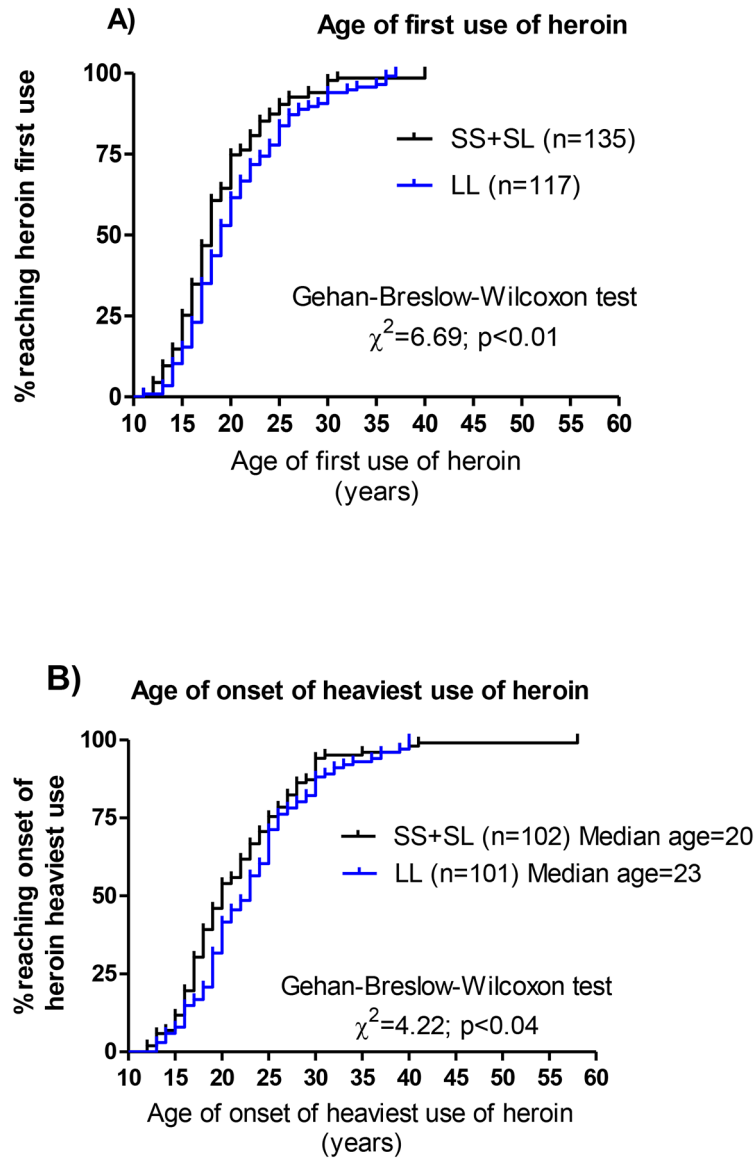 A)
Age of first use of heroin
%reaching heroin first use
100
75
50
25
0
SS+SL (n=135)
LL (n=117)
Gehan-Breslow-Wilcoxon test
χ²=6.69; p<0.01
10 15 20 25 30 35 40 45 50 55 60
Age of first use of heroin
(years)
B)
Age of onset of heaviest use of heroin
%reaching onset of
heroin heaviest use
100
75
50
25
0
SS+SL (n=102) Median age=20
LL (n=101) Median age=23
Gehan-Breslow-Wilcoxon test
χ²=4.22; p<0.04
10 15 20 25 30 35 40 45 50 55 60
Age of onset of heaviest use of heroin
(years)